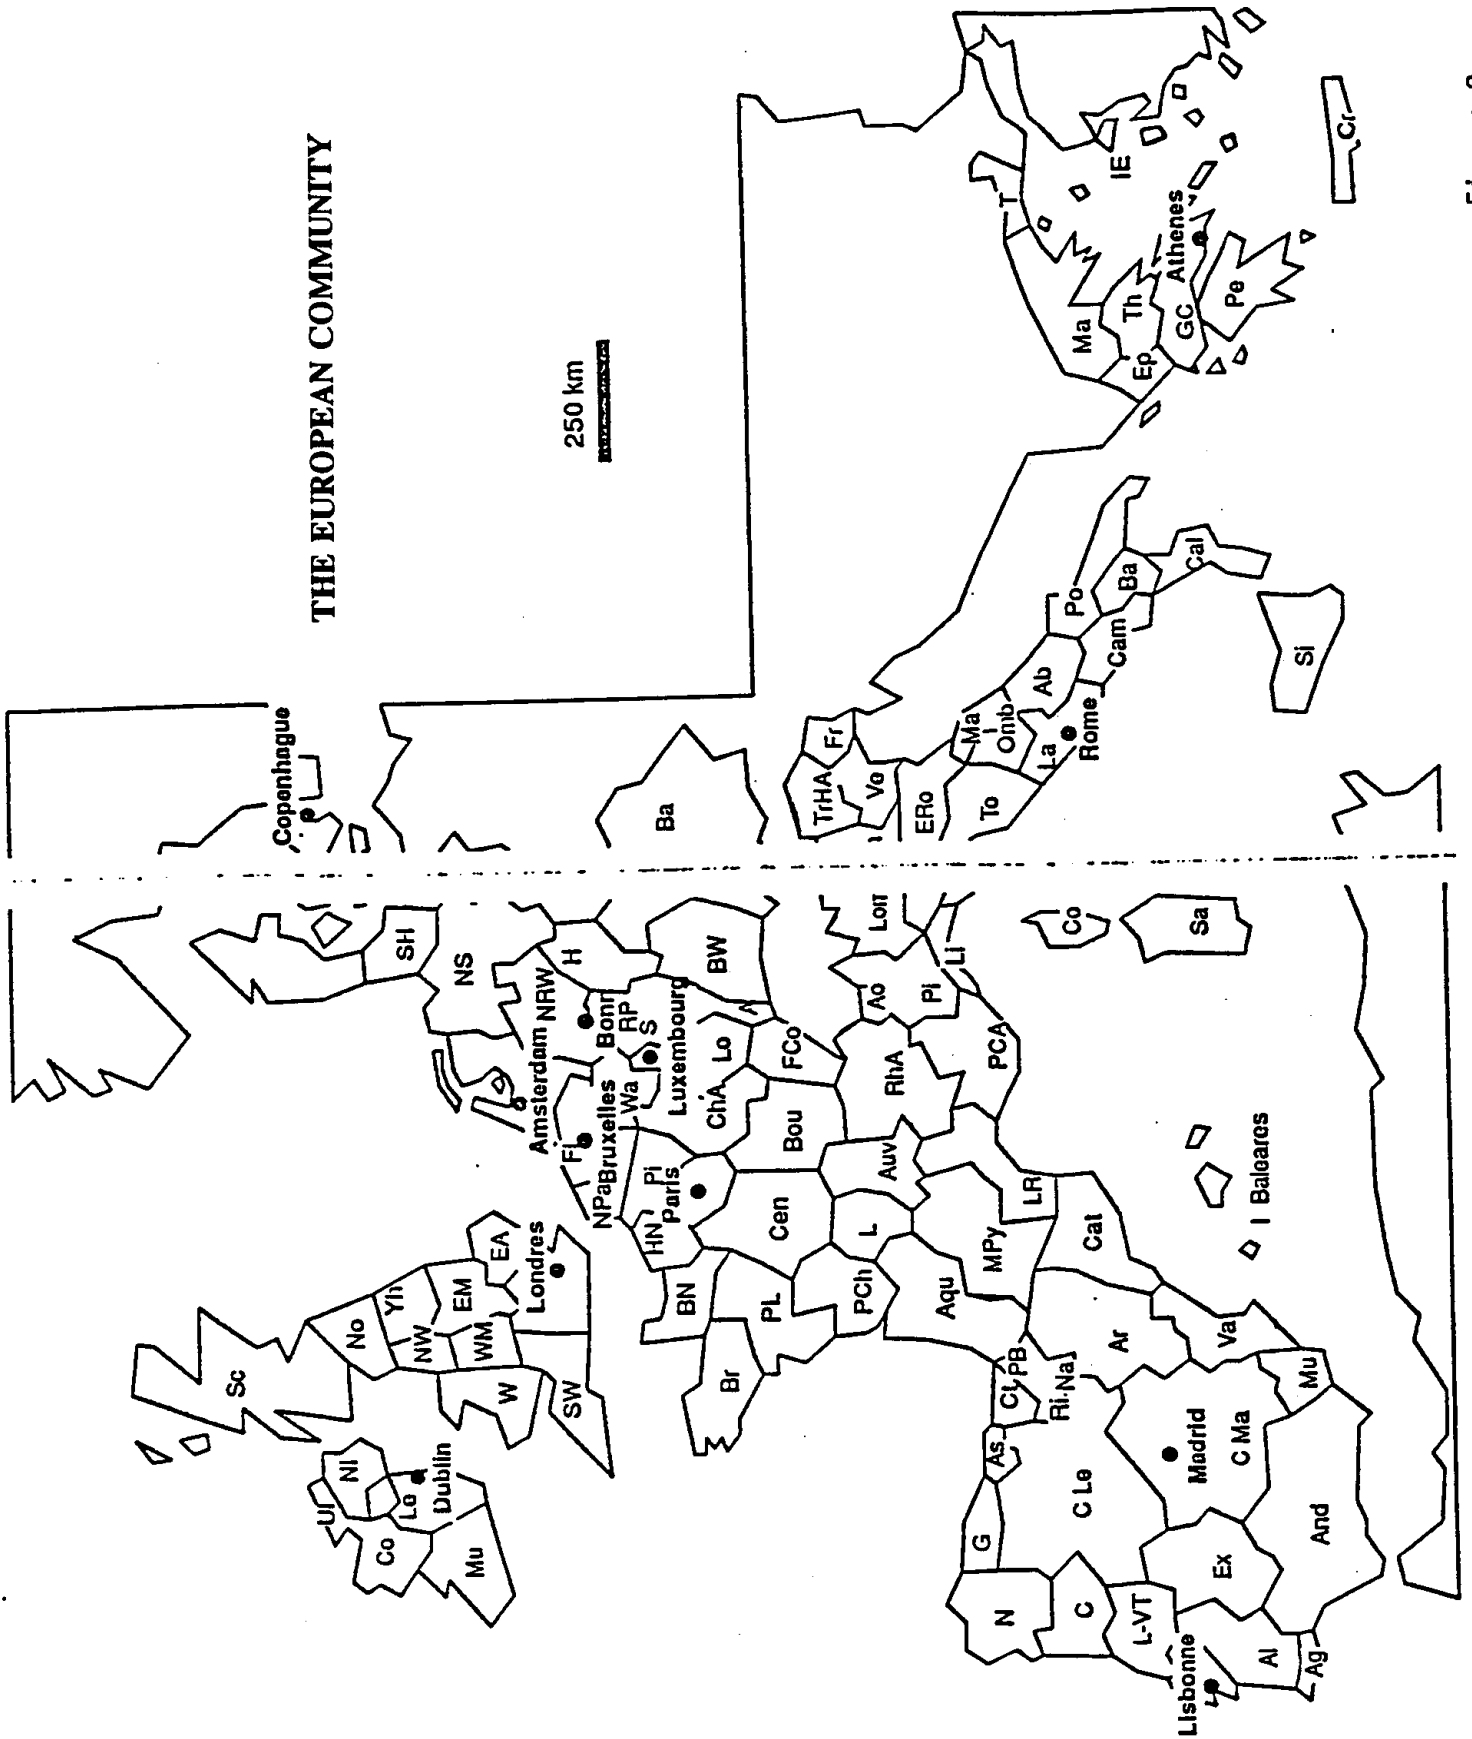 THE EUROPEAN COMMUNITY
250 km
Copenhague
Sc
No
Yh
NW
EM
WM
EA
W
SW
Londres
Ul
NI
Co
Le
Dublin
Mu
SH
NS
NRW
H
Amsterdam
Bonn
RP
S
Fl
Bruxelles
Wa
Luxembourg
BW
Ba
NPa
Pi
HN
Paris
ChA
Lo
A
BN
Br
PL
Cen
Bou
FCo
PCh
L
Auv
RhA
Aqu
MPy
LR
PCA
Ao
Pi
Li
Lom
TrHA
Fr
Ve
ERo
To
Ma
Omb
La
Rome
Ab
Po
Cam
Ba
Cal
Si
Sa
Co
G
As
Ct
PB
Na
Ri
Ar
Cat
C Le
Madrid
C Ma
Va
Mu
Ex
And
I Baleares
N
C
L-VT
Lisbonne
Al
Ag
T
Ma
Ep
Th
GC
Athenes
Pe
IE
Cr